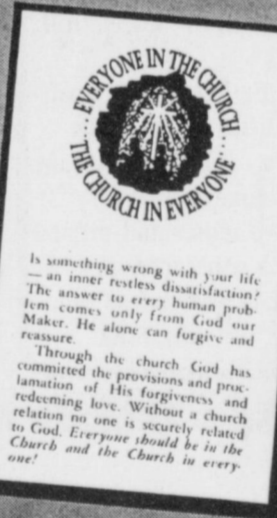 EVERYONE IN THE CHURCH
THE CHURCH IN EVERYONE
Is something wrong with your life
— an inner restless dissatisfaction?
The answer to every human prob-
lem comes only from God our
Maker. He alone can forgive and
reassure.
Through the church God has
committed the provisions and proc-
lamation of His forgiveness and
redeeming love. Without a church
relation no one is securely related
to God. Everyone should be in the
Church and the Church in every-
one!